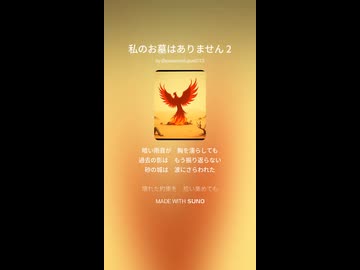 私のお墓はありません 2
暗い雨音が 胸を濡らしても
過去の影は もう振り返らない
砂の城は 波にさらわれた
壊れた約束を 拾い集めても
MADE WITH SUNO